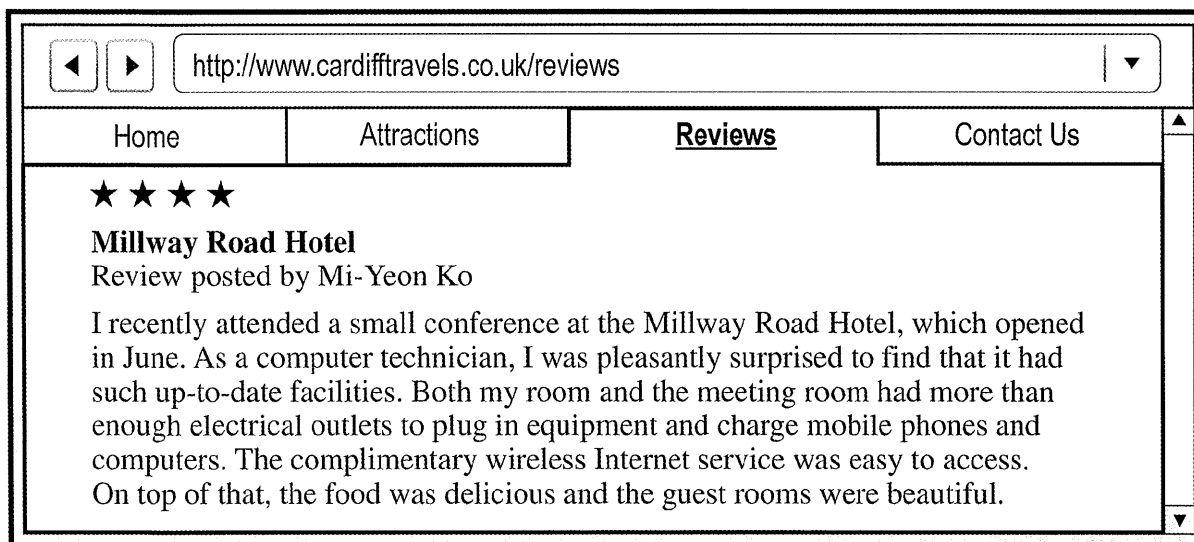 http://www.cardifftravels.co.uk/reviews
Home Attractions Reviews Contact Us
★ ★ ★ ★
Millway Road Hotel
Review posted by Mi-Yeon Ko
I recently attended a small conference at the Millway Road Hotel, which opened
in June. As a computer technician, I was pleasantly surprised to find that it had
such up-to-date facilities. Both my room and the meeting room had more than
enough electrical outlets to plug in equipment and charge mobile phones and
computers. The complimentary wireless Internet service was easy to access.
On top of that, the food was delicious and the guest rooms were beautiful.